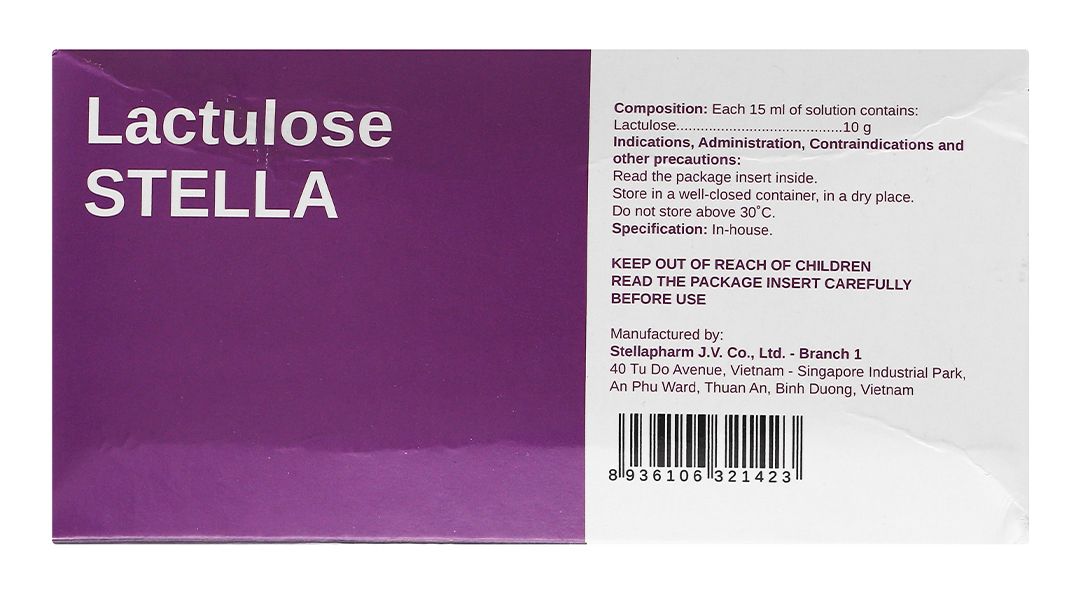 Lactulose
STELLA
Composition: Each 15 ml of solution contains:
Lactulose.........................................10 g
Indications, Administration, Contraindications and
other precautions:
Read the package insert inside.
Store in a well-closed container, in a dry place.
Do not store above 30°C.
Specification: In-house.
KEEP OUT OF REACH OF CHILDREN
READ THE PACKAGE INSERT CAREFULLY
BEFORE USE
Manufactured by:
Stellapharm J.V. Co., Ltd. - Branch 1
40 Tu Do Avenue, Vietnam - Singapore Industrial Park,
An Phu Ward, Thuan An, Binh Duong, Vietnam
8 936106 321423